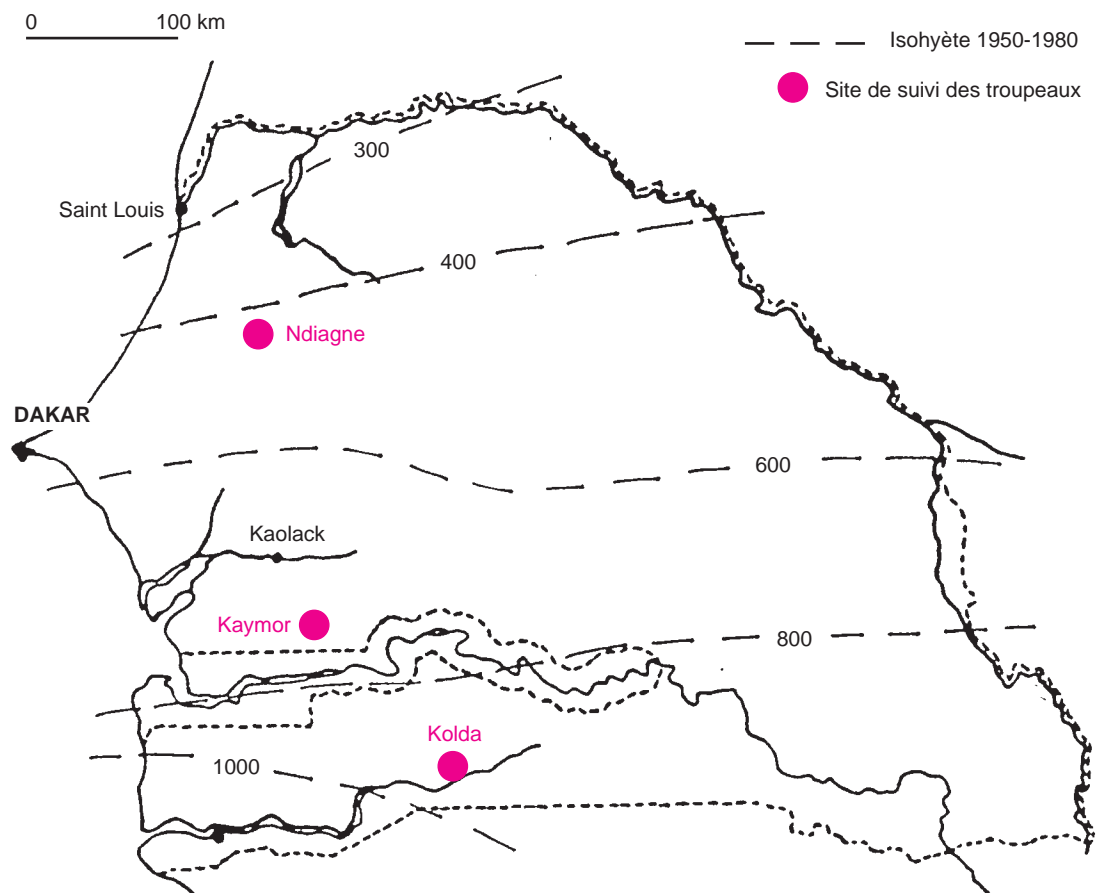 0 100 km
Isohyète 1950-1980
Site de suivi des troupeaux
300
Saint Louis
400
Ndiagne
DAKAR
600
Kaolack
Kaymor
800
Kolda
1000